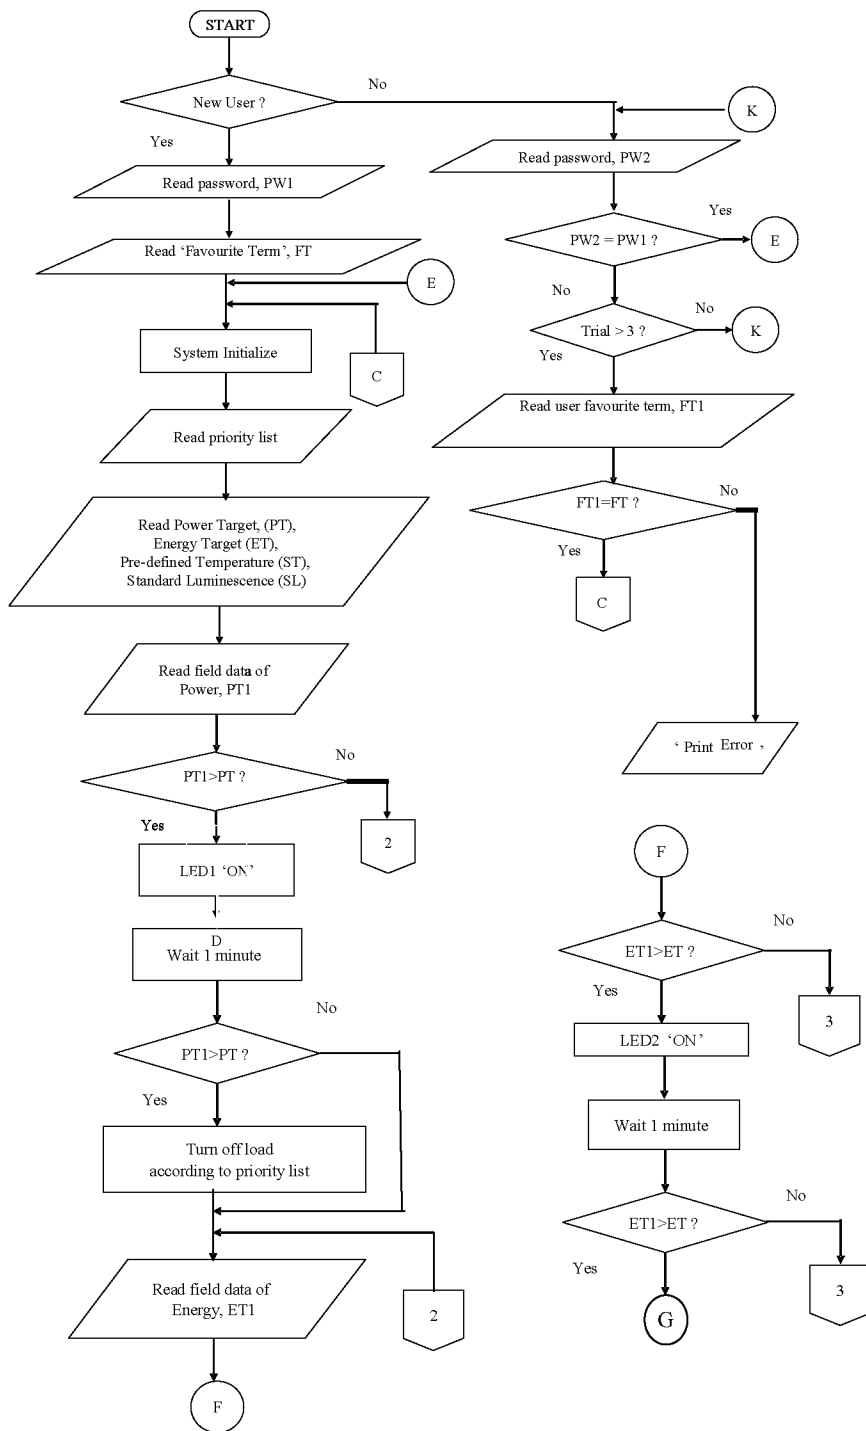 START
New User ?
No
Yes
K
Read password, PW1
Read password, PW2
Read ‘Favourite Term’, FT
PW2 = PW1 ?
Yes
E
No
E
System Initialize
C
Trial > 3 ?
No
K
Yes
Read user favourite term, FT1
Read priority list
FT1=FT ?
No
Yes
C
Read Power Target, (PT),
Energy Target (ET),
Pre-defined Temperature (ST),
Standard Luminescence (SL)
Read field data of
Power, PT1
‘ Print Error ,
PT1>PT ?
No
2
Yes
LED1 ‘ON’
D
Wait 1 minute
PT1>PT ?
No
Yes
Turn off load
according to priority list
Read field data of
Energy, ET1
2
F
F
ET1>ET ?
No
3
Yes
LED2 ‘ON’
Wait 1 minute
ET1>ET ?
No
3
Yes
G